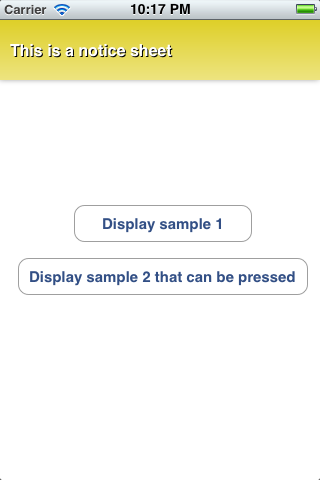 Carrier 10:17 PM
This is a notice sheet
Display sample 1
Display sample 2 that can be pressed